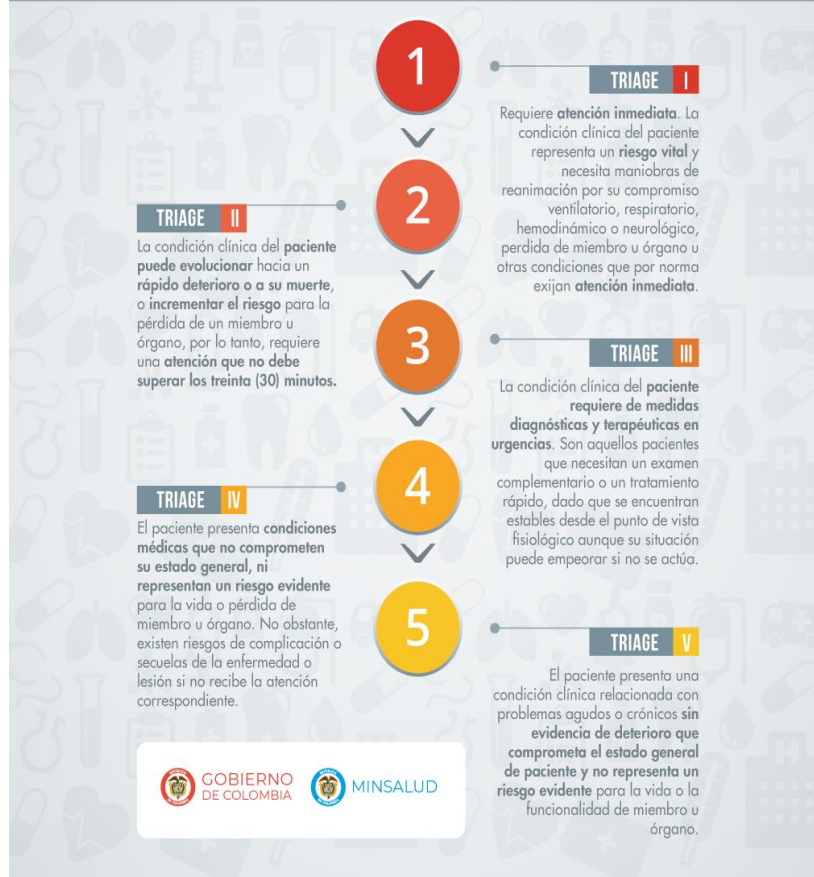 1
TRIAGE I
Requiere atención inmediata. La
condición clínica del paciente
representa un riesgo vital y
necesita maniobras de
reanimación por su compromiso
ventilatorio, respiratorio,
hemodinámico o neurológico,
perdida de miembro u órgano u
otras condiciones que por norma
exijan atención inmediata.
2
TRIAGE II
La condición clínica del paciente
puede evolucionar hacia un
rápido deterioro o a su muerte,
o incrementar el riesgo para la
pérdida de un miembro u
órgano, por lo tanto, requiere
una atención que no debe
superar los treinta (30) minutos.
3
TRIAGE III
La condición clínica del paciente
requiere de medidas
diagnósticas y terapéuticas en
urgencias. Son aquellos pacientes
que necesitan un examen
complementario o un tratamiento
rápido, dado que se encuentran
estables desde el punto de vista
fisiológico aunque su situación
puede empeorar si no se actúa.
4
TRIAGE IV
El paciente presenta condiciones
médicas que no comprometen
su estado general, ni
representan un riesgo evidente
para la vida o pérdida de
miembro u órgano. No obstante,
existen riesgos de complicación o
secuelas de la enfermedad o
lesión si no recibe la atención
correspondiente.
5
TRIAGE V
El paciente presenta una
condición clínica relacionada con
problemas agudos o crónicos sin
evidencia de deterioro que
comprometa el estado general
de paciente y no representa un
riesgo evidente para la vida o la
funcionalidad de miembro u
órgano.
GOBIERNO
DE COLOMBIA
MINSALUD